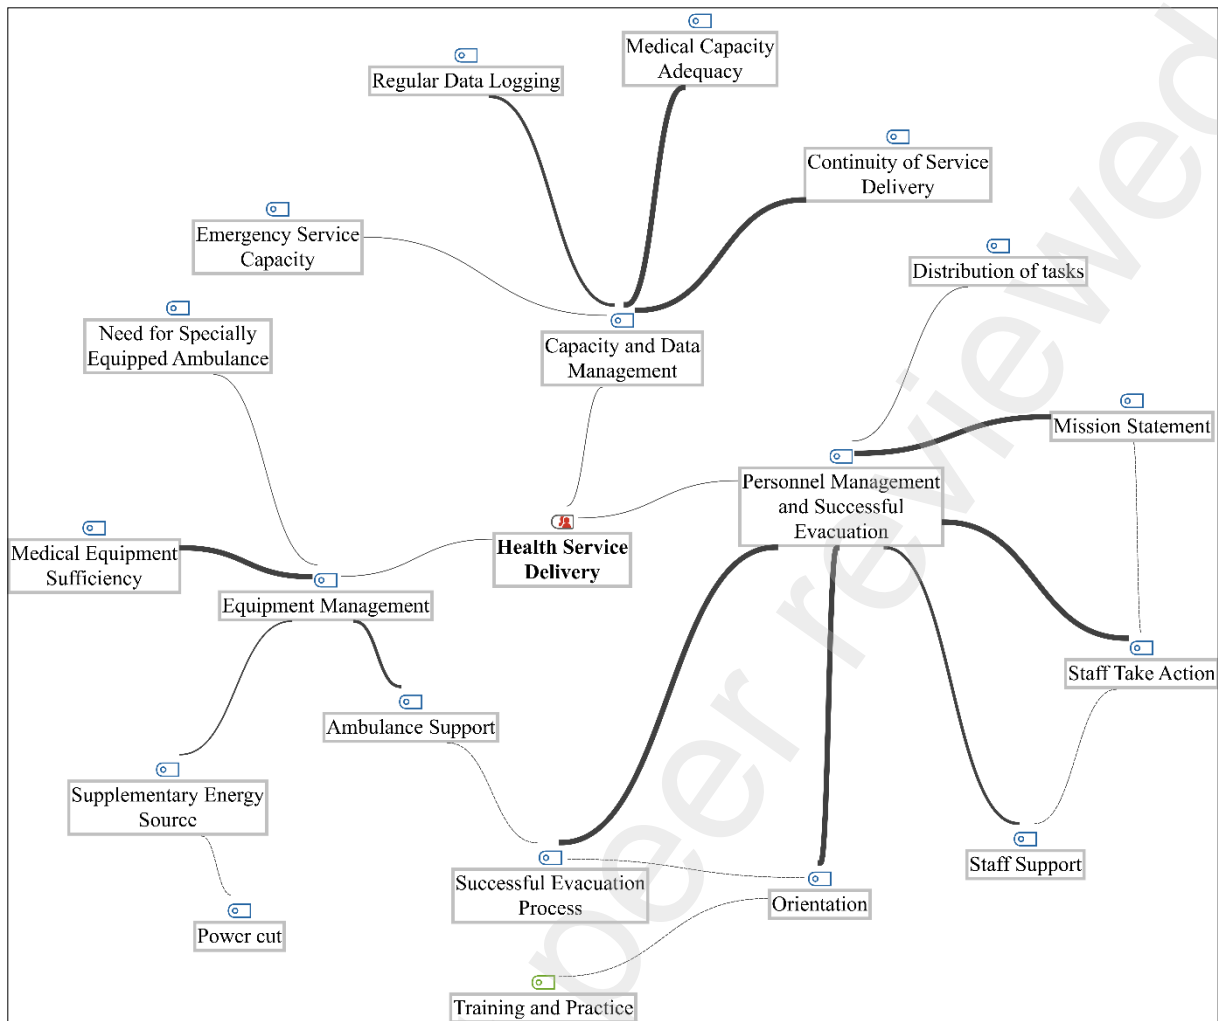 Medical Capacity
Adequacy
Regular Data Logging
Continuity of Service
Delivery
Emergency Service
Capacity
Distribution of tasks
Need for Specially
Equipped Ambulance
Capacity and Data
Management
Mission Statement
Personnel Management
and Successful
Evacuation
Medical Equipment
Sufficiency
Health Service
Delivery
Equipment Management
Staff Take Action
Ambulance Support
Supplementary Energy
Source
Staff Support
Successful Evacuation
Process
Orientation
Power cut
Training and Practice
peer reviewed